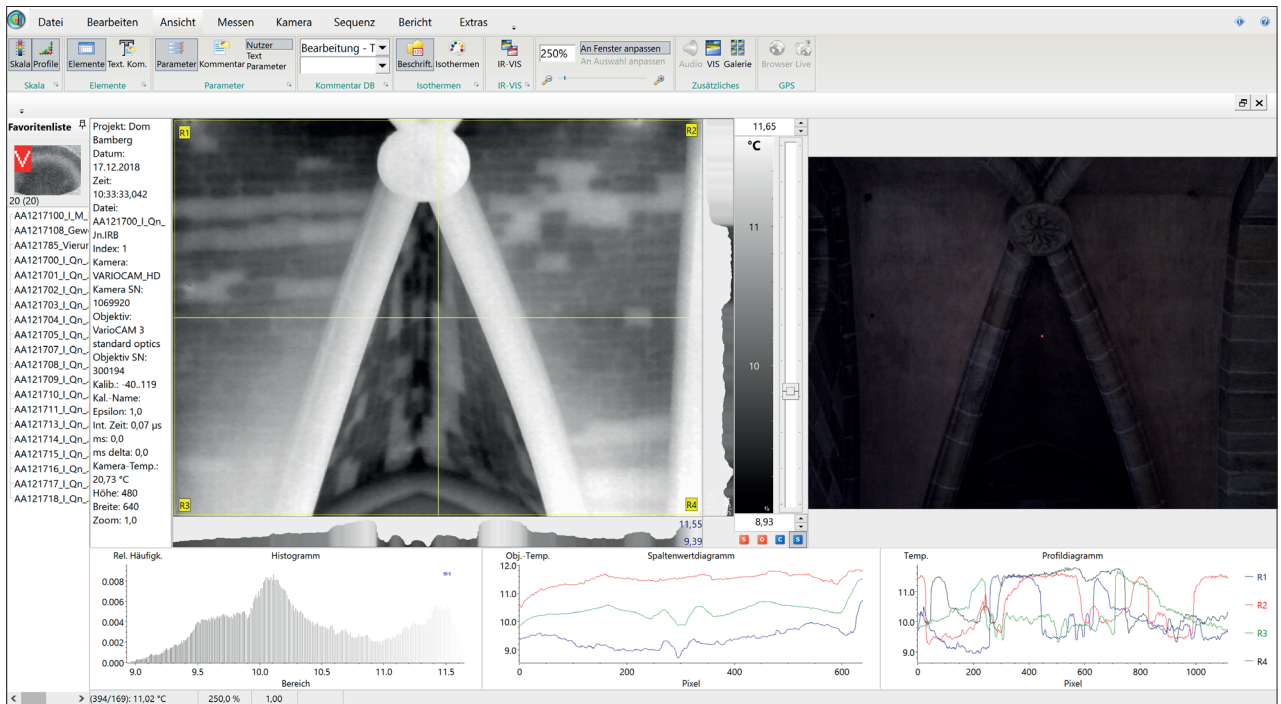 Datei Bearbeiten Ansicht Messen Kamera Sequenz Bericht Extras
Skala Profile
Skala
Elemente Text. Kom.
Elemente
Parameter Kommentar
Nutzer
Text
Parameter
Parameter
Bearbeitung - T
Kommentar DB
Beschrift. Isothermen
Isothermen
IR-VIS
IR-VIS
250%
An Fenster anpassen
An Auswahl anpassen
Audio VIS Galerie
Zusätzliches
Browser Live
GPS
Favoritenliste
V
20 (20)
AA1217100_I_M_
AA1217108_Gew
AA121785_Vierur
AA121700_I_Qn_
AA121701_I_Qn_
AA121702_I_Qn_
AA121703_I_Qn_
AA121704_I_Qn_
AA121705_I_Qn_
AA121707_I_Qn_
AA121708_I_Qn_
AA121709_I_Qn_
AA121710_I_Qn_
AA121711_I_Qn_
AA121713_I_Qn_
AA121714_I_Qn_
AA121715_I_Qn_
AA121716_I_Qn_
AA121717_I_Qn_
AA121718_I_Qn_
Projekt: Dom
Bamberg
Datum:
17.12.2018
Zeit:
10:33:33,042
Datei:
AA121700_I_Qn_
Jn.IRB
Index: 1
Kamera:
VARIOCAM_HD
Kamera SN:
1069920
Objektiv:
VarioCAM 3
standard optics
Objektiv SN:
300194
Kalib.: -40..119
Kal.-Name:
Epsilon: 1,0
Int. Zeit: 0,07 µs
ms: 0,0
ms delta: 0,0
Kamera-Temp.:
20,73 °C
Höhe: 480
Breite: 640
Zoom: 1,0
R1
R2
R3
R4
11,55
9,39
11,65
°C
11
10
8,93
S O C S
Rel. Häufigk. Histogramm
0.008
0.006
0.004
0.002
0.000
9.0 9.5 10.0 10.5 11.0 11.5
Bereich
Obj.-Temp. Spaltenwertdiagramm
12.0
11.0
10.0
9.0
0 200 400 600
Pixel
Temp. Profildiagramm
11.0
10.0
9.0
0 200 400 600 800 1000
Pixel
R1
R2
R3
R4
(394/169): 11,02 °C 250,0 % 1,00